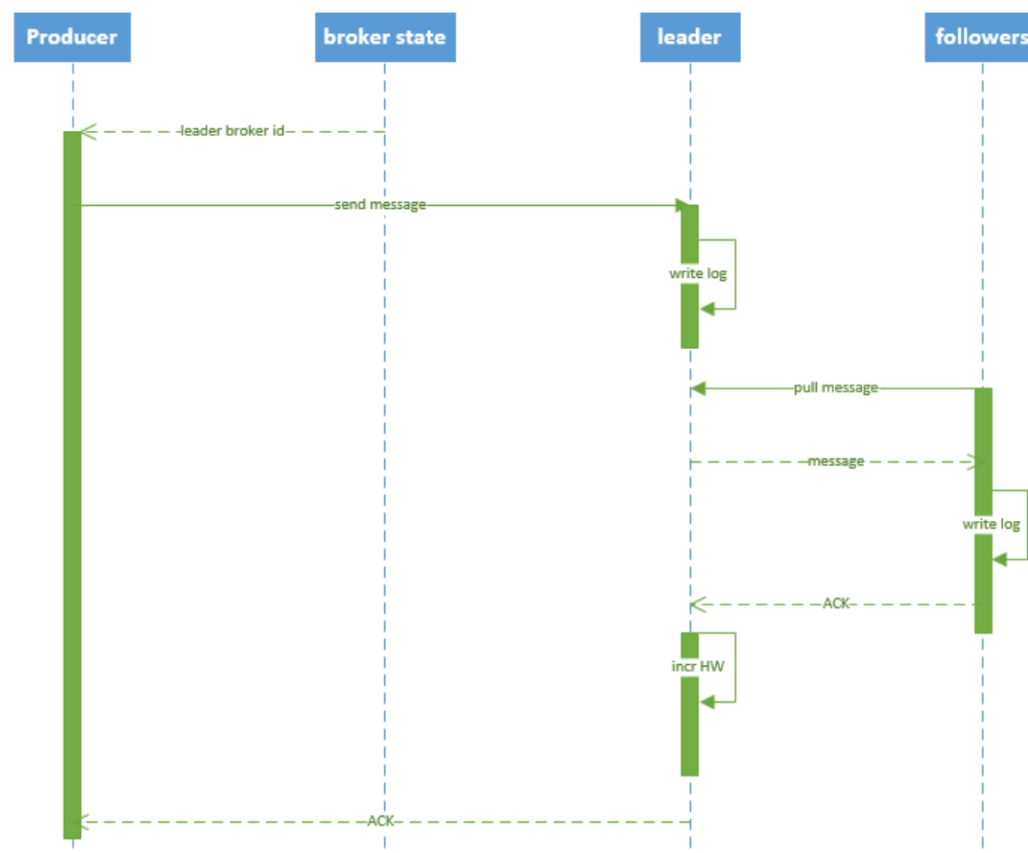 Producer
broker state
leader
followers
leader broker id
send message
write log
pull message
message
write log
ACK
incr HW
ACK